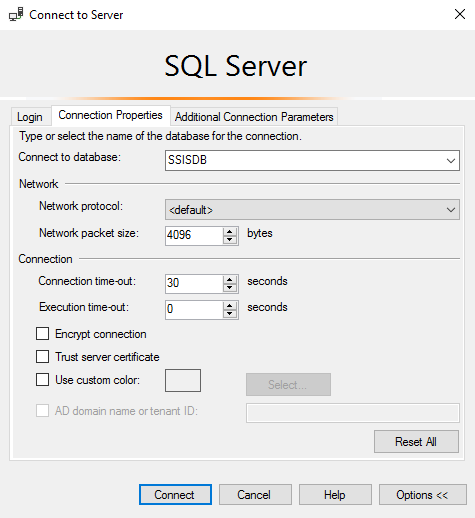 Connect to Server
SQL Server
Login Connection Properties Additional Connection Parameters
Type or select the name of the database for the connection.
Connect to database: SSISDB
Network
Network protocol: <default>
Network packet size: 4096 bytes
Connection
Connection time-out: 30 seconds
Execution time-out: 0 seconds
Encrypt connection
Trust server certificate
Use custom color: Select...
AD domain name or tenant ID:
Reset All
Connect Cancel Help Options <<